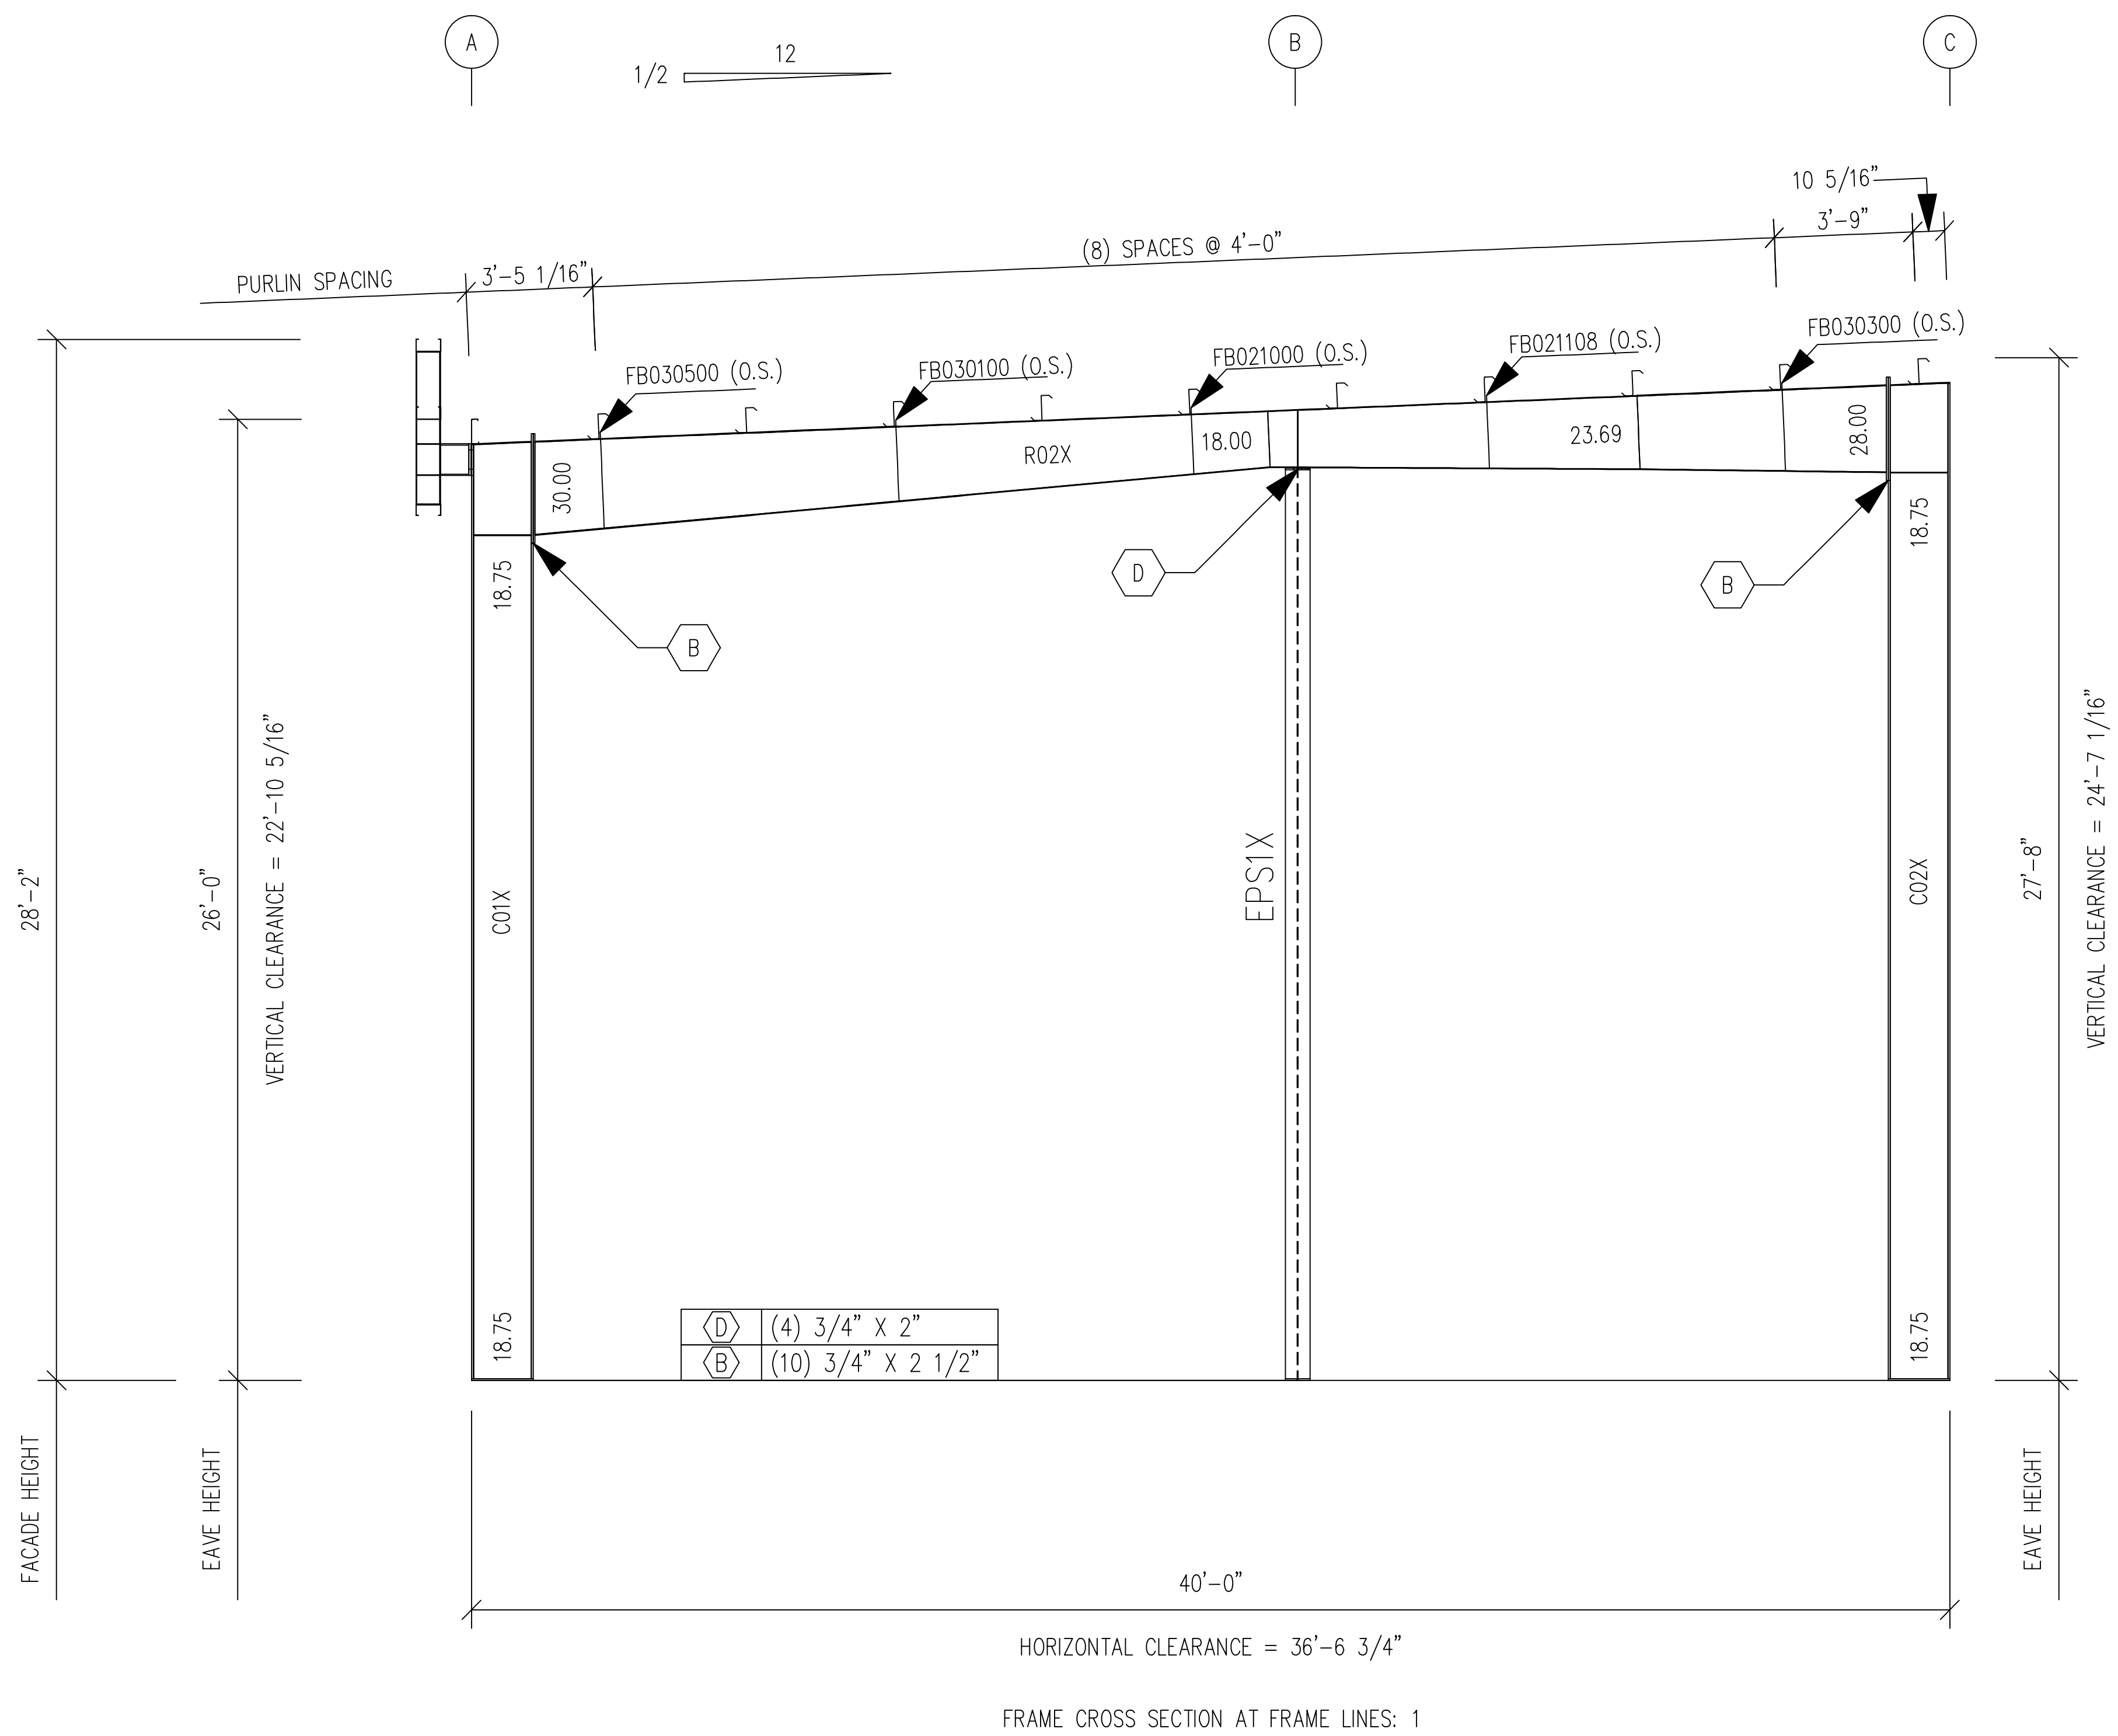 A
B
C
12
1/2
10 5/16”
3’-9”
(8) SPACES @ 4’-0”
3’-5 1/16”
PURLIN SPACING
FB030500 (O.S.)
FB030100 (O.S.)
FB021000 (O.S.)
FB021108 (O.S.)
FB030300 (O.S.)
30.00
R02X
18.00
23.69
28.00
18.75
18.75
D
B
B
28’-2”
26’-0”
VERTICAL CLEARANCE = 22’-10 5/16”
C01X
EPS1X
C02X
27’-8”
VERTICAL CLEARANCE = 24’-7 1/16”
18.75
D (4) 3/4” X 2”
B (10) 3/4” X 2 1/2”
18.75
FACADE HEIGHT
EAVE HEIGHT
EAVE HEIGHT
40’-0”
HORIZONTAL CLEARANCE = 36’-6 3/4”
FRAME CROSS SECTION AT FRAME LINES: 1